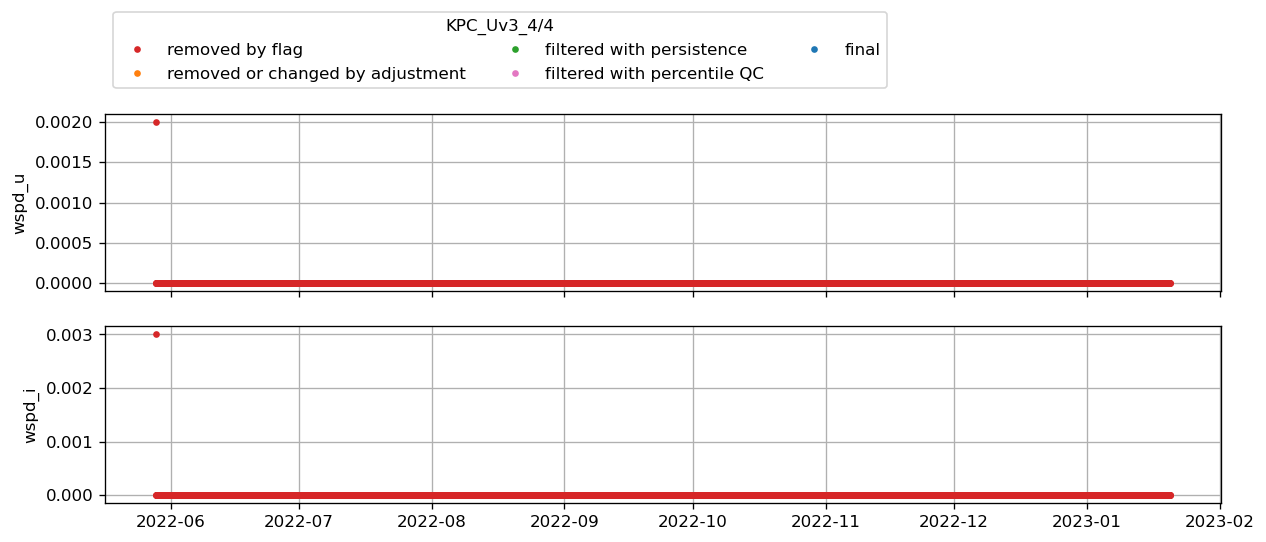 KPC_Uv3_4/4
removed by flag
filtered with persistence
final
removed or changed by adjustment
filtered with percentile QC
0.0020
0.0015
0.0010
0.0005
0.0000
wspd_u
0.003
0.002
0.001
0.000
wspd_i
2022-06 2022-07 2022-08 2022-09 2022-10 2022-11 2022-12 2023-01 2023-02